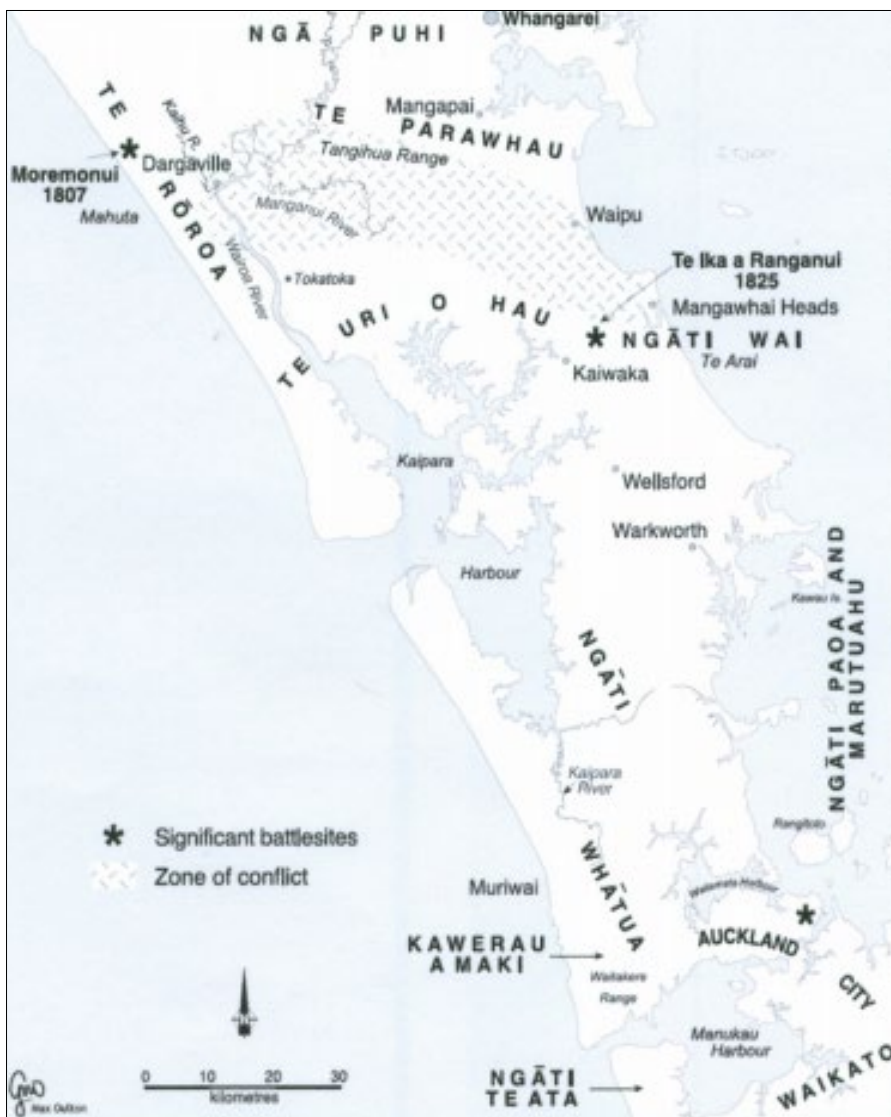 Whangarei
NGĀ PUHI
Mangapai
TE PARAWHAU
Kaihu R.
Tangihua Range
Dargaville
Moremonui
1807
Mahuta
TE RŌROA
Manganui River
Waipu
Wairoa River
Tokatoka
Te Ika a Ranganui
1825
Mangawhai Heads
TE URI O HAU
NGĀTI WAI
Te Arai
Kaiwaka
Kaipara
Wellsford
Warkworth
Harbour
Kawau Is.
NGĀTI PAOA AND
MARUTUAHU
NGĀTI
Kaipara
River
Rangitoto
Significant battlesites
Zone of conflict
Muriwai
WHĀTUA
Waitemata Harbour
AUCKLAND
CITY
KAWERAU
A MAKI
Waitakere
Range
N
Manukau
Harbour
0 10 20 30
kilometres
NGĀTI
TE ATA
WAIKATO
Max Oulton